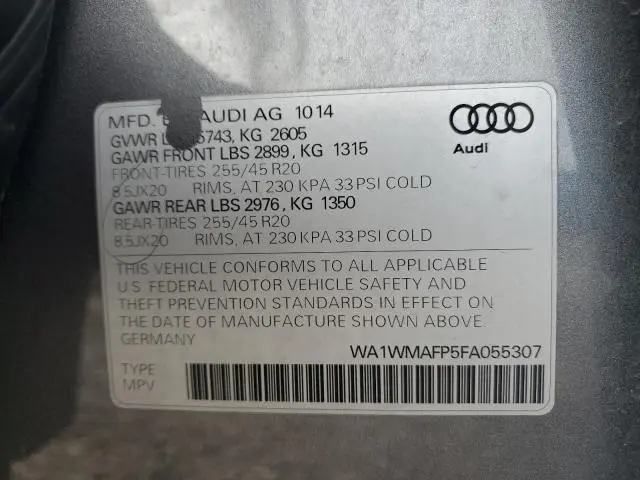 MFD. AUDI AG 10 14
GVWR 6743, KG 2605
GAWR FRONT LBS 2899, KG 1315
FRONT-TIRES 255/45 R20
8.5JX20 RIMS, AT 230 KPA 33 PSI COLD
GAWR REAR LBS 2976, KG 1350
REAR-TIRES 255/45 R20
8.5JX20 RIMS, AT 230 KPA 33 PSI COLD
Audi
THIS VEHICLE CONFORMS TO ALL APPLICABLE
U S FEDERAL MOTOR VEHICLE SAFETY AND
THEFT PREVENTION STANDARDS IN EFFECT ON
THE DATE OF MANUFACTURE SHOWN ABOVE
GERMANY
WA1WMAFP5FA055307
TYPE
MPV